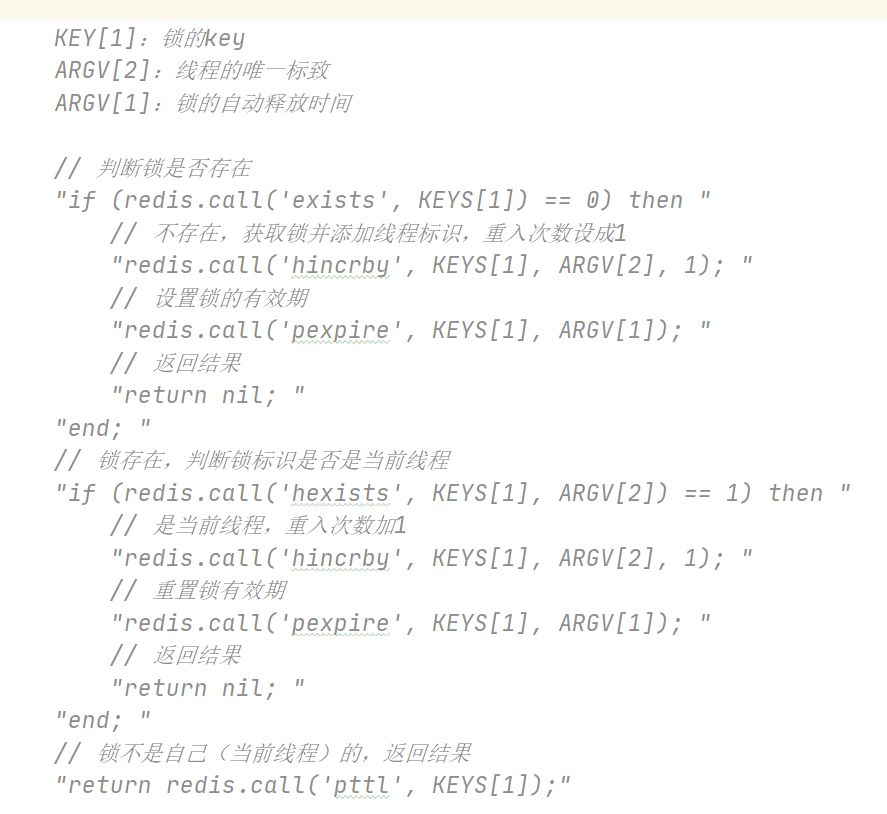 KEY[1]：锁的key
ARGV[2]：线程的唯一标致
ARGV[1]：锁的自动释放时间
// 判断锁是否存在
"if (redis.call('exists', KEYS[1]) == 0) then "
// 不存在，获取锁并添加线程标识，重入次数设成1
"redis.call('hincrby', KEYS[1], ARGV[2], 1); "
// 设置锁的有效期
"redis.call('pexpire', KEYS[1], ARGV[1]); "
// 返回结果
"return nil; "
"end; "
// 锁存在，判断锁标识是否是当前线程
"if (redis.call('hexists', KEYS[1], ARGV[2]) == 1) then "
// 是当前线程，重入次数加1
"redis.call('hincrby', KEYS[1], ARGV[2], 1); "
// 重置锁有效期
"redis.call('pexpire', KEYS[1], ARGV[1]); "
// 返回结果
"return nil; "
"end; "
// 锁不是自己（当前线程）的，返回结果
"return redis.call('pttl', KEYS[1]);"